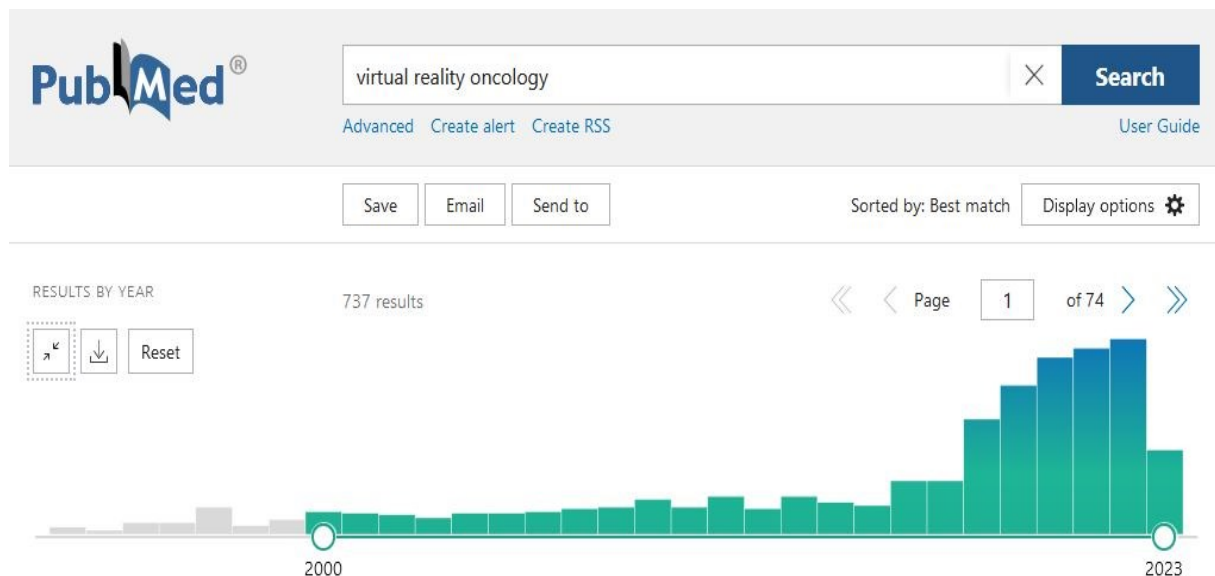 PubMed®
virtual reality oncology
Search
Advanced Create alert Create RSS
User Guide
Save Email Send to
Sorted by: Best match Display options
RESULTS BY YEAR
737 results
Page 1 of 74
Reset
2000
2023